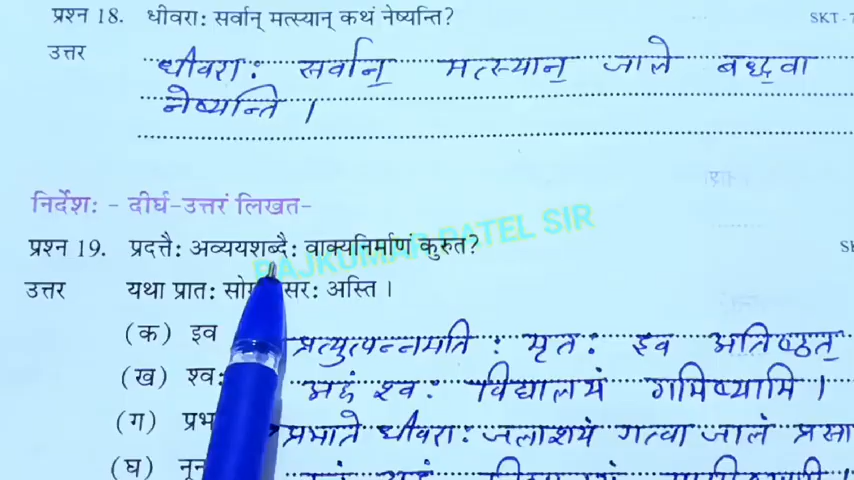 प्रश्न 18. धीवरा: सर्वान् मत्स्यान् कथं नेष्यन्ति?
SKT-
उत्तर
धीवरा: सर्वान् मत्स्यान् जाले बद्ध्वा
नेष्यन्ति ।
निर्देश: - दीर्घ-उत्तरं लिखत-
RAJKUMAR PATEL SIR
प्रश्न 19. प्रदत्तै: अव्ययशब्दै: वाक्यनिर्माणं कुरुत?
उत्तर यथा प्रात: सर: अस्ति ।
(क) इव प्रत्युत्पन्नमति: मृत: इव अतिष्ठत्
(ख) श्व: अहं श्व: विद्यालयं गमिष्यामि ।
(ग) प्रभाते धीवरा: जलाशयं गत्वा जालं
(घ)